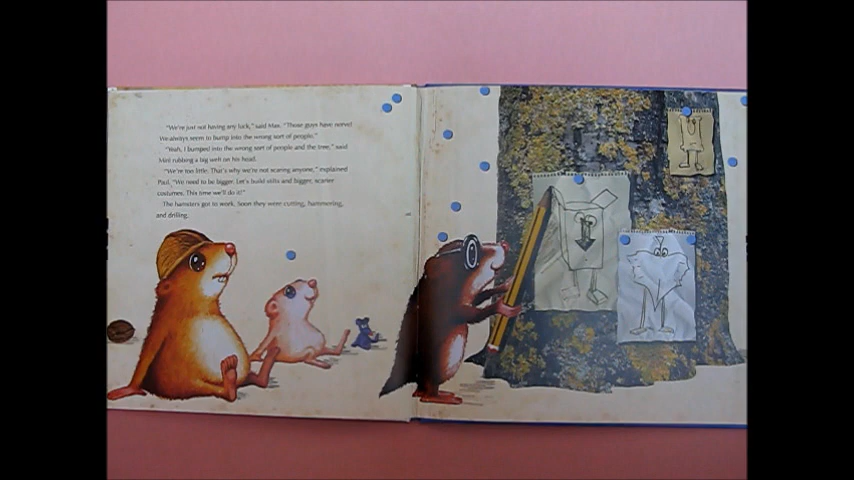 "We're just not having any luck," said Max. "Those guys have nerve!
We always seem to bump into the wrong sort of people."
"Yeah, I bumped into the wrong sort of people and the tree," said
Mini rubbing a big welt on his head.
"We're too little. That's why we're not scaring anyone," explained
Paul. "We need to be bigger. Let's build stilts and bigger, scarier
costumes. This time we'll do it!"
The hamsters got to work. Soon they were cutting, hammering,
and drilling.